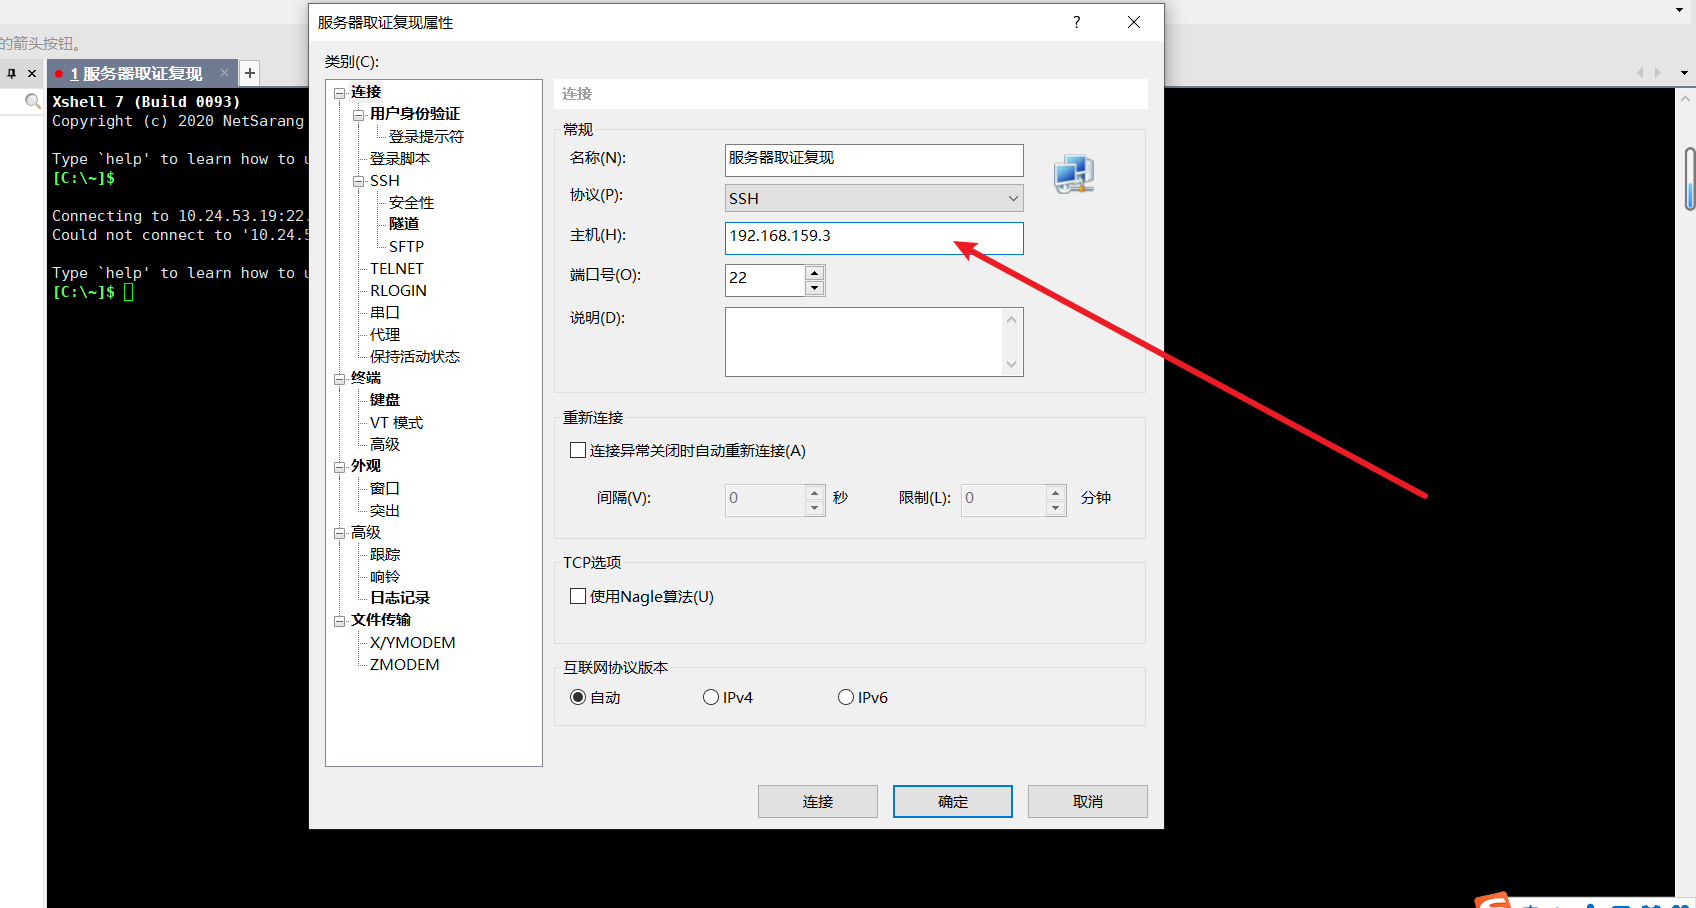 的箭头按钮。
1 服务器取证复现
Xshell 7 (Build 0093)
Copyright (c) 2020 NetSarang
Type `help' to learn how to
[C:\~]$
Connecting to 10.24.53.19:22.
Could not connect to '10.24.5
Type `help' to learn how to
[C:\~]$
服务器取证复现属性
类别(C):
连接
用户身份验证
登录提示符
登录脚本
SSH
安全性
隧道
SFTP
TELNET
RLOGIN
串口
代理
保持活动状态
终端
键盘
VT 模式
高级
外观
窗口
突出
高级
跟踪
响铃
日志记录
文件传输
X/YMODEM
ZMODEM
连接
常规
名称(N): 服务器取证复现
协议(P): SSH
主机(H): 192.168.159.3
端口号(O): 22
说明(D):
重新连接
连接异常关闭时自动重新连接(A)
间隔(V): 0 秒 限制(L): 0 分钟
TCP选项
使用Nagle算法(U)
互联网协议版本
自动 IPv4 IPv6
连接 确定 取消